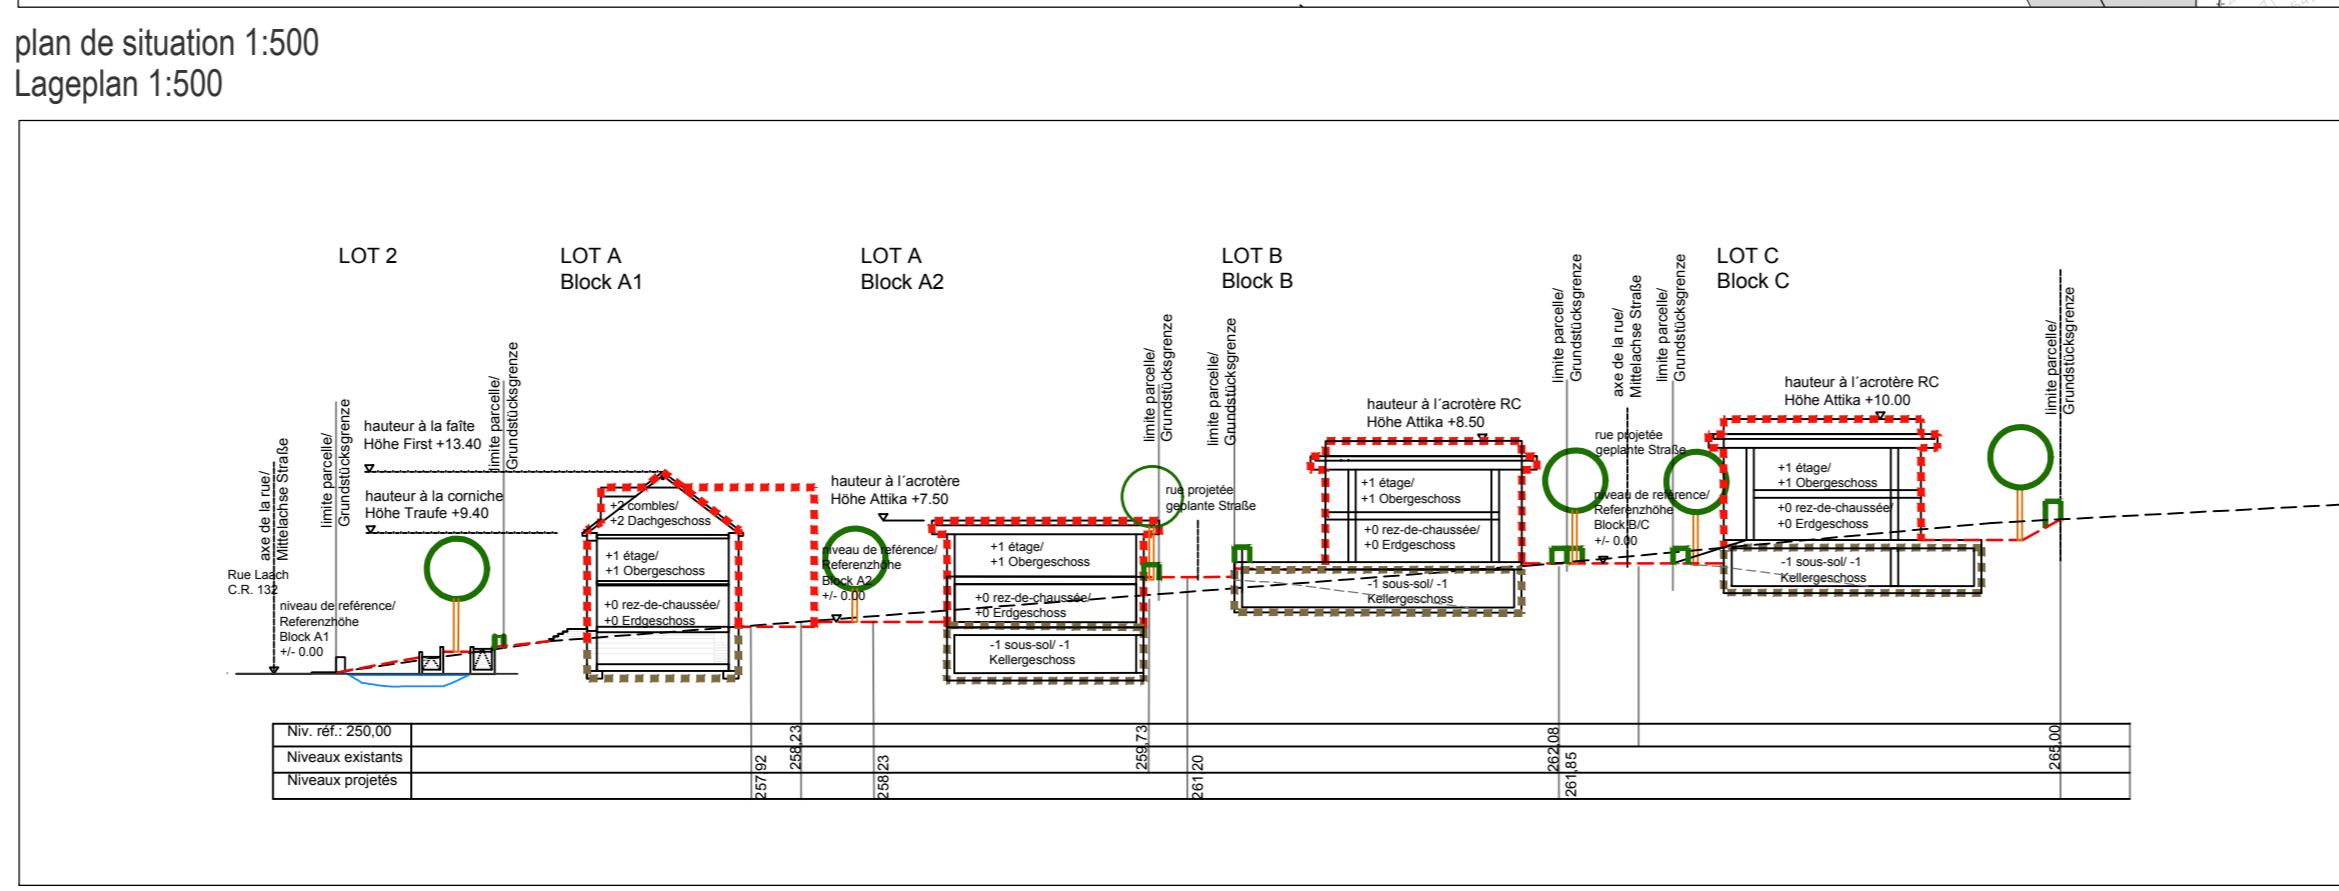 plan de situation 1:500
Lageplan 1:500
LOT 2
LOT A
Block A1
LOT A
Block A2
LOT B
Block B
LOT C
Block C
axe de la rue/
Mittelachse Straße
limite parcelle/
Grundstücksgrenze
hauteur à la faîte
Höhe First +13.40
hauteur à la corniche
Höhe Traufe +9.40
limite parcelle/
Grundstücksgrenze
Rue Laach
C.R. 132
niveau de reférence/
Referenzhöhe
Block A1
+/- 0.00
+2 combles/
+2 Dachgeschoss
+1 étage/
+1 Obergeschoss
+0 rez-de-chaussée/
+0 Erdgeschoss
hauteur à l´acrotère
Höhe Attika +7.50
niveau de reférence/
Referenzhöhe
Block A2
+/- 0.00
+1 étage/
+1 Obergeschoss
+0 rez-de-chaussée/
+0 Erdgeschoss
-1 sous-sol/ -1
Kellergeschoss
limite parcelle/
Grundstücksgrenze
rue projetée
geplante Straße
limite parcelle/
Grundstücksgrenze
hauteur à l´acrotère RC
Höhe Attika +8.50
+1 étage/
+1 Obergeschoss
+0 rez-de-chaussée/
+0 Erdgeschoss
-1 sous-sol/ -1
Kellergeschoss
limite parcelle/
Grundstücksgrenze
axe de la rue/
Mittelachse Straße
limite parcelle/
Grundstücksgrenze
rue projetée
geplante Straße
niveau de reférence/
Referenzhöhe
Block B/C
+/- 0.00
hauteur à l´acrotère RC
Höhe Attika +10.00
+1 étage/
+1 Obergeschoss
+0 rez-de-chaussée/
+0 Erdgeschoss
-1 sous-sol/ -1
Kellergeschoss
limite parcelle/
Grundstücksgrenze
Niv. réf.: 250,00
Niveaux existants
258,23
259,73
262,08
265,00
Niveaux projetés
257,92
258,23
261,20
261,85